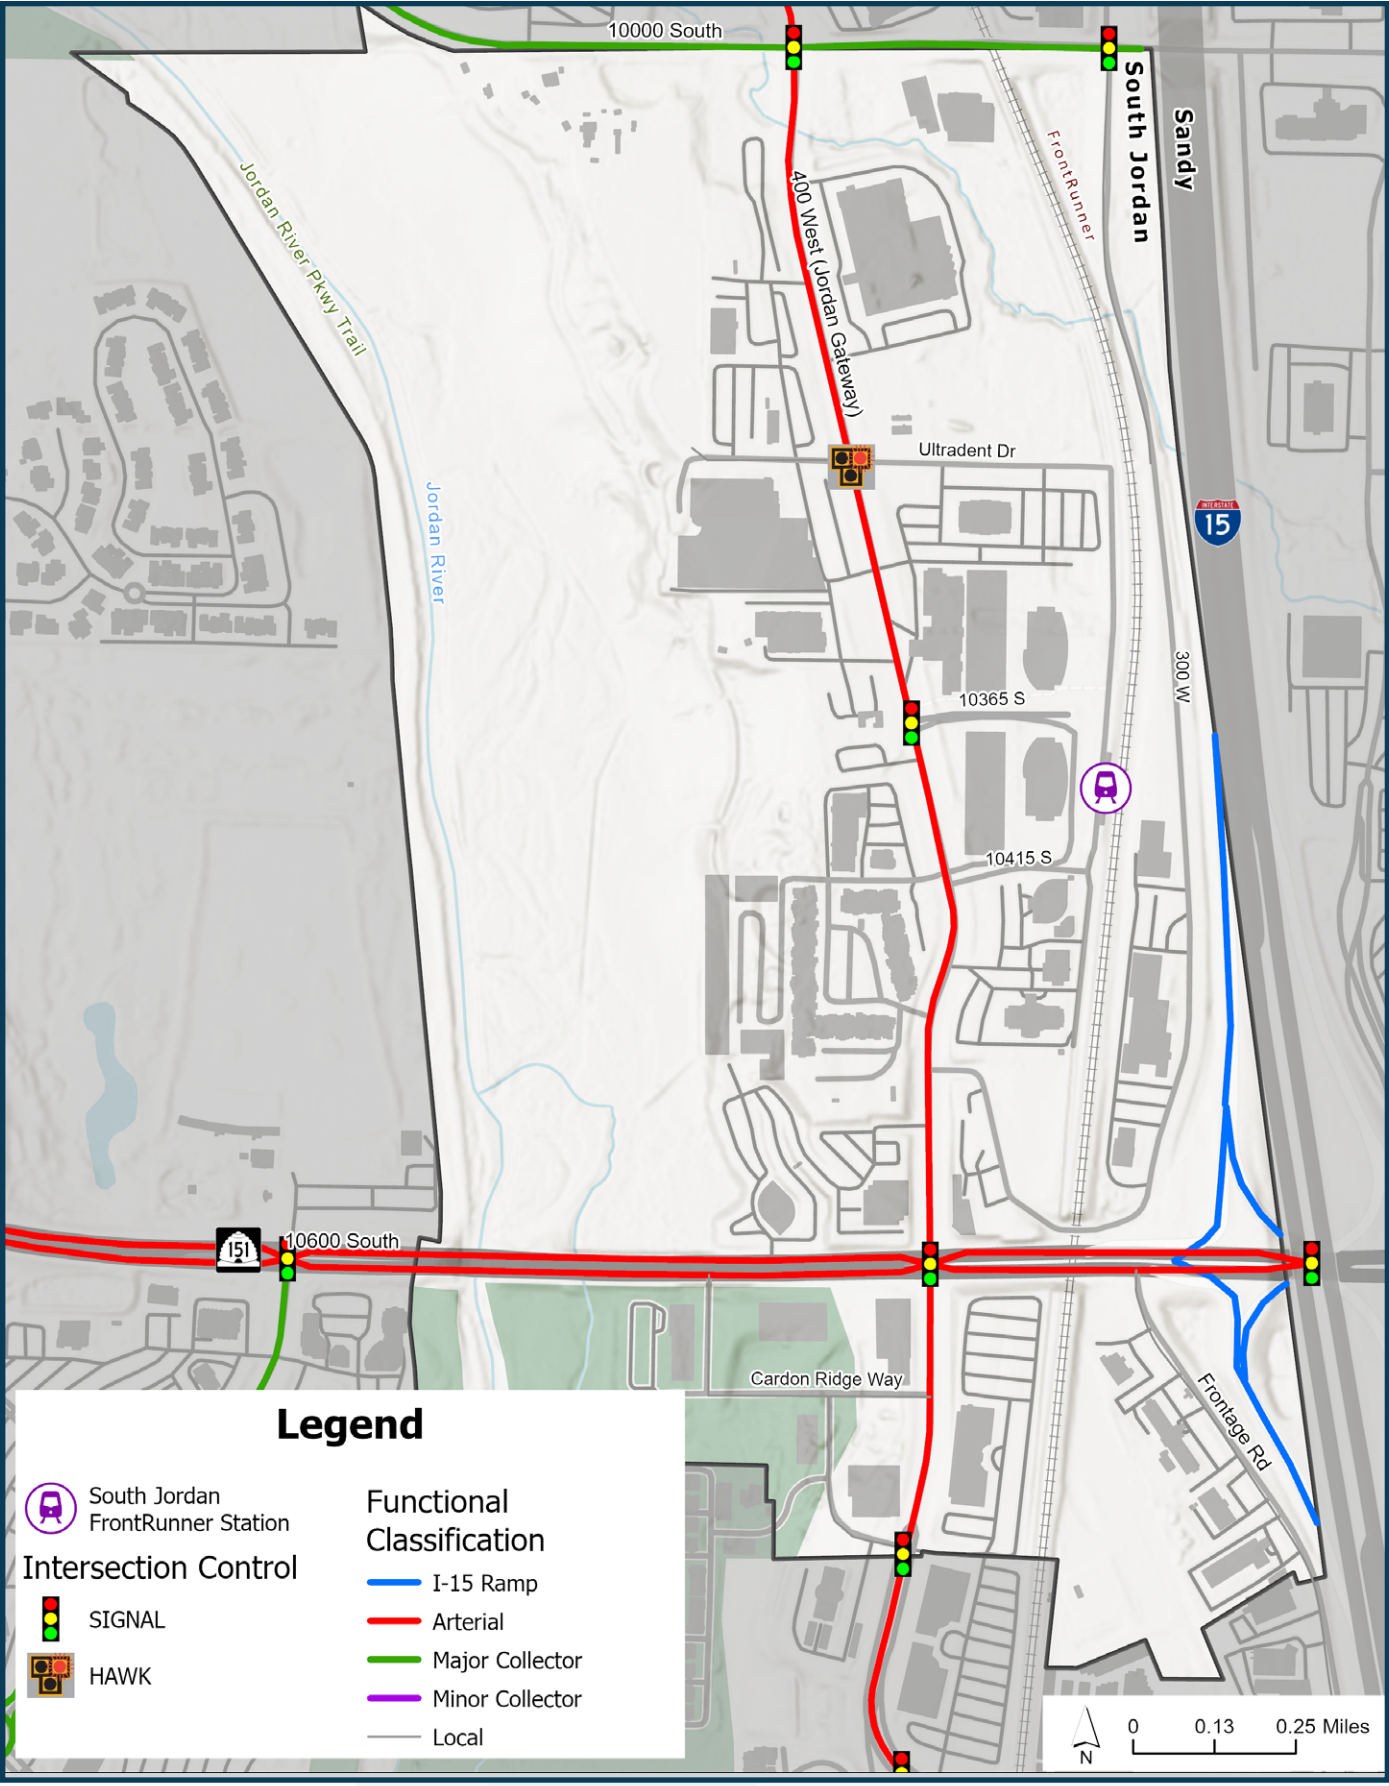 10000 South
South Jordan
Sandy
FrontRunner
Jordan River Pkwy Trail
400 West (Jordan Gateway)
Ultradent Dr
Jordan River
INTERSTATE
15
300 W
10365 S
10415 S
151
10600 South
Cardon Ridge Way
Frontage Rd
Legend
South Jordan
FrontRunner Station
Intersection Control
SIGNAL
HAWK
Functional
Classification
I-15 Ramp
Arterial
Major Collector
Minor Collector
Local
N
0 0.13 0.25 Miles